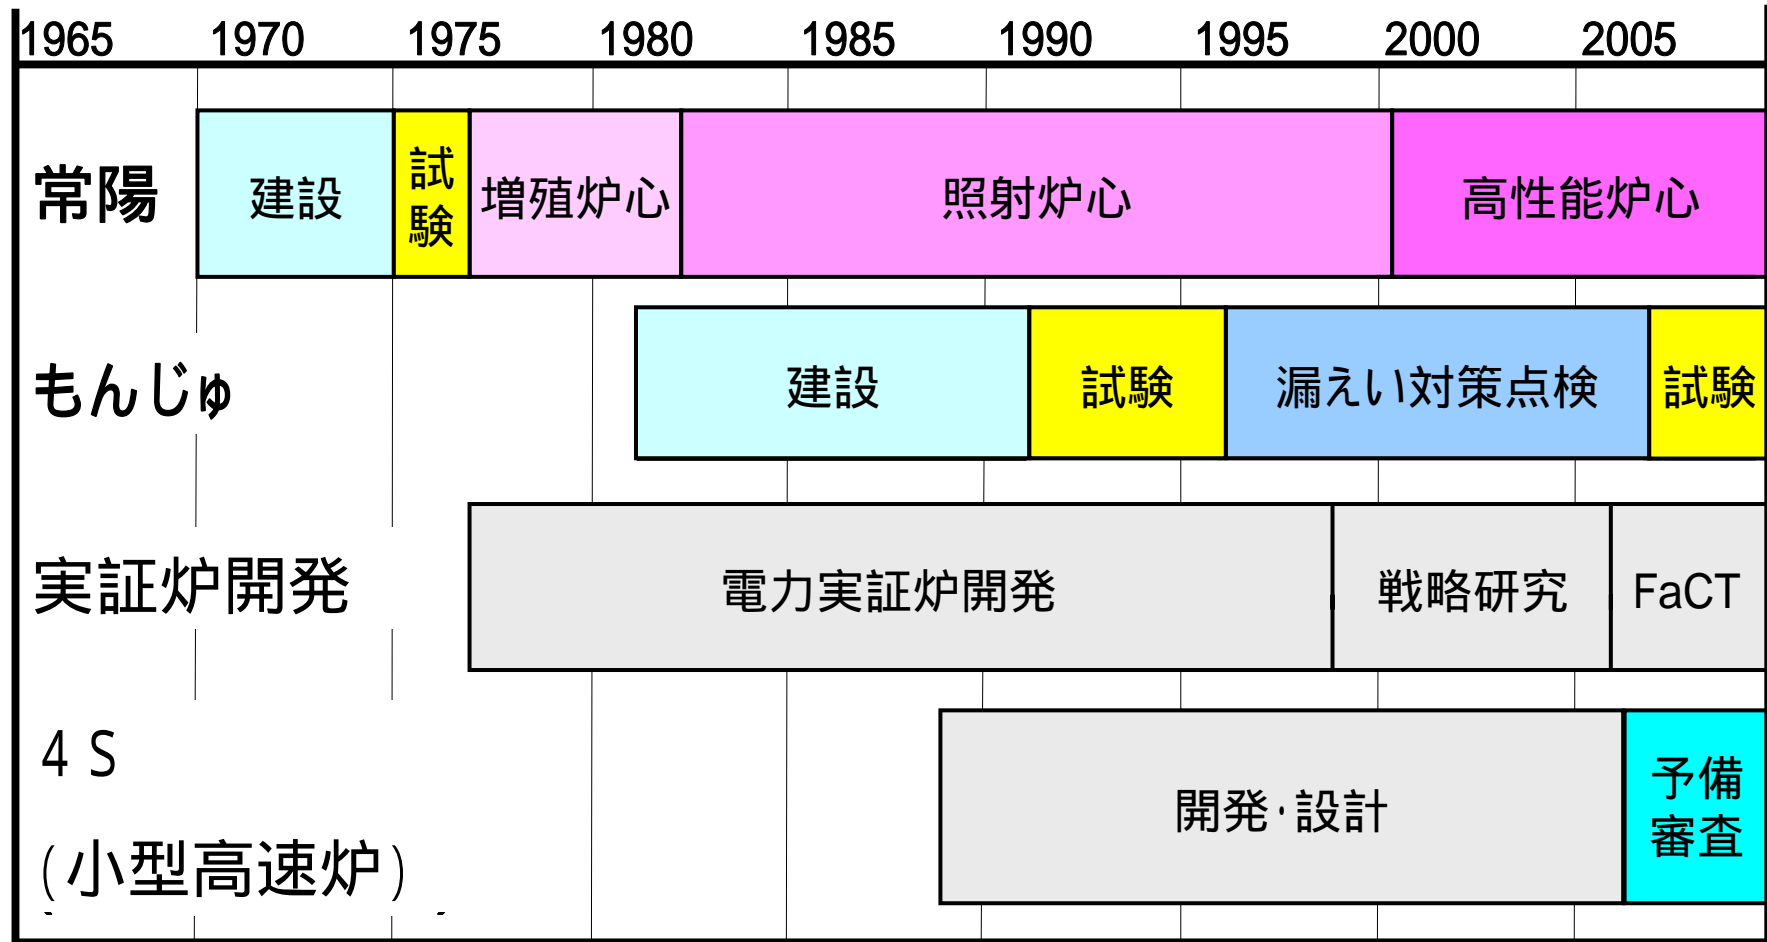 1965 1970 1975 1980 1985 1990 1995 2000 2005
常陽
建設
試
験
増殖炉心
照射炉心
高性能炉心
もんじゅ
建設
試験
漏えい対策点検
試験
実証炉開発
電力実証炉開発
戦略研究
FaCT
4 S
(小型高速炉)
開発・設計
予備
審査